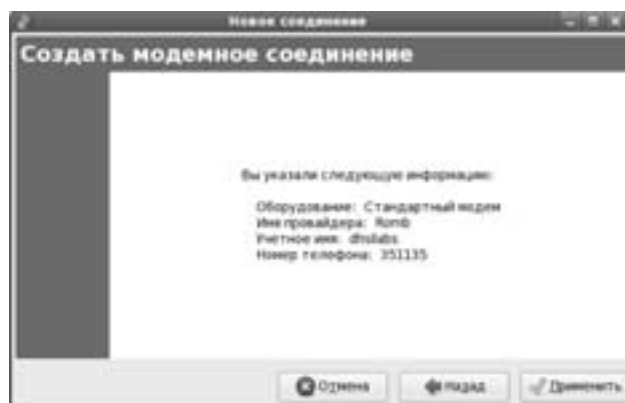 Новое соединение
Создать модемное соединение
Вы указали следующую информацию:
Оборудование: Стандартный модем
Имя провайдера: Romb
Учетное имя: dhsilabs
Номер телефона: 351135
Отмена
Назад
Применить